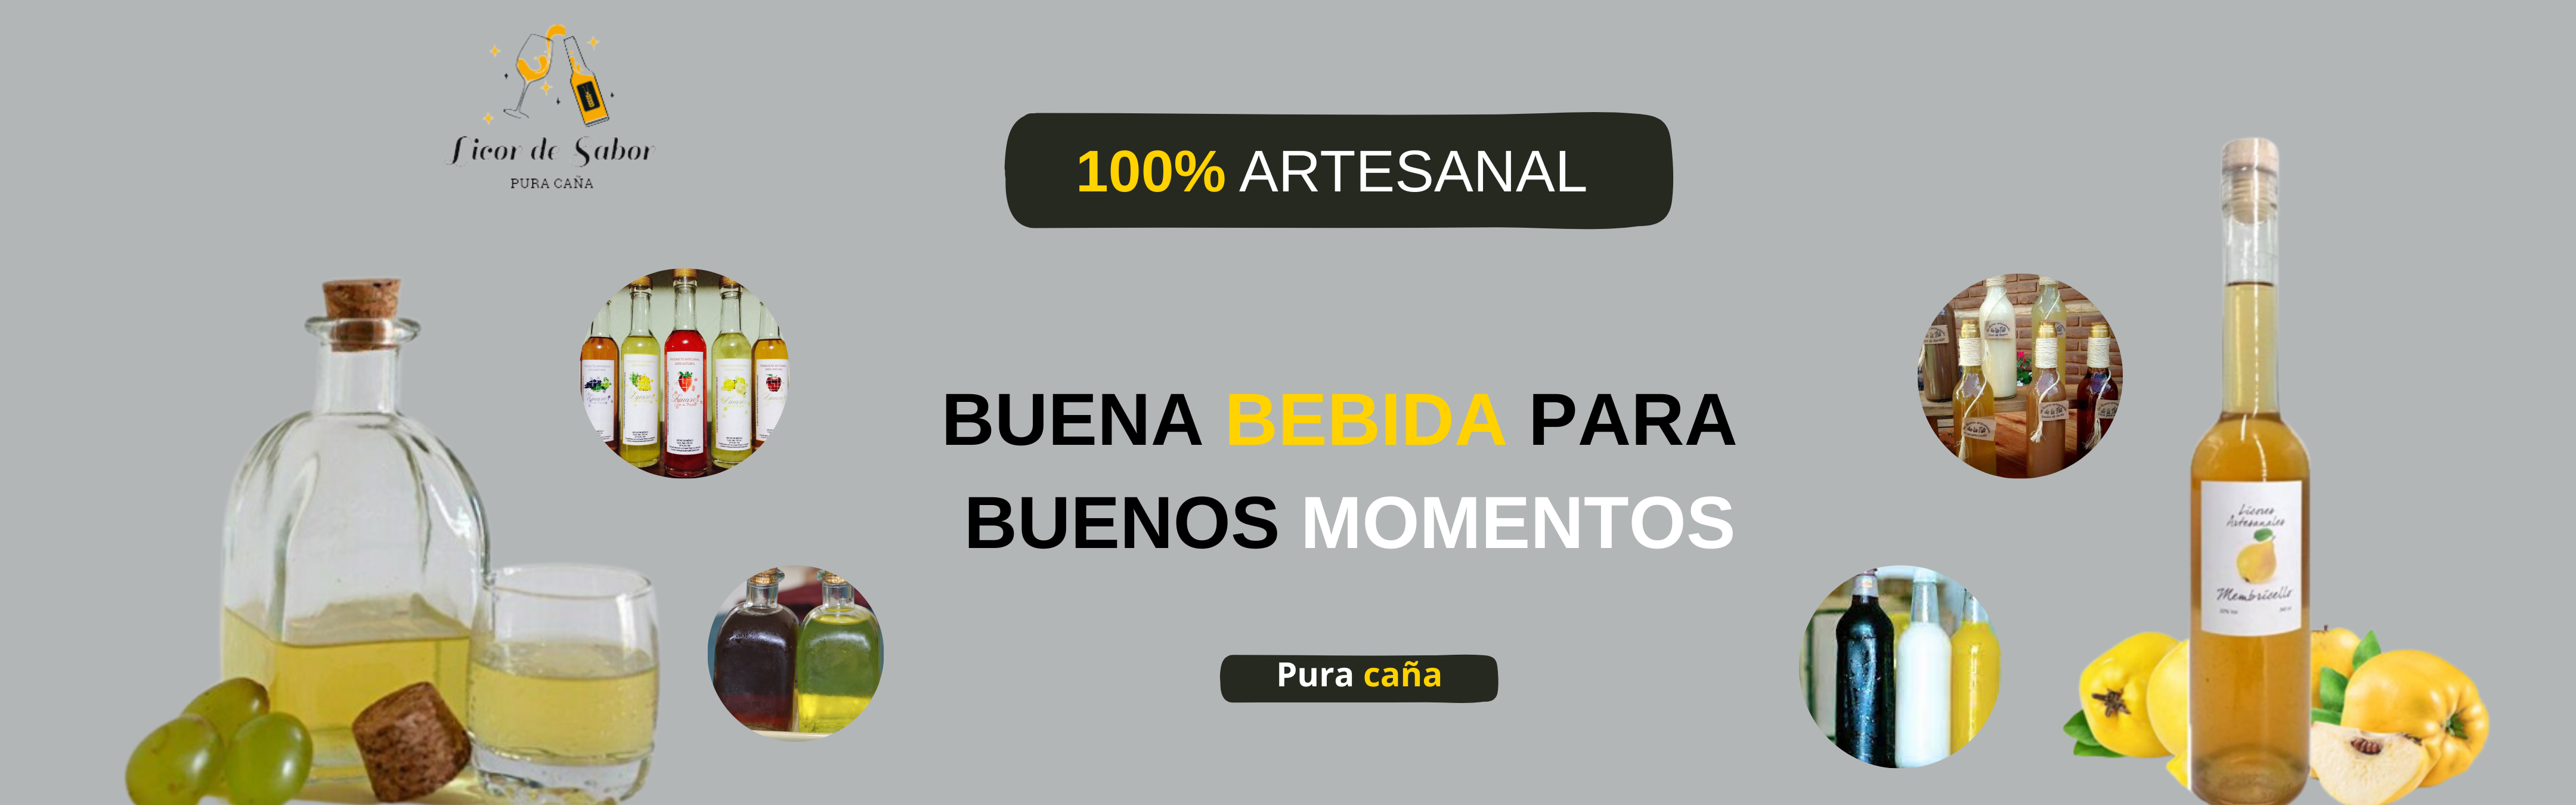 Licor de Sabor
PURA CAÑA
100% ARTESANAL
BUENA BEBIDA PARA
BUENOS MOMENTOS
Pura caña
Licores
Artesanales
Membricello